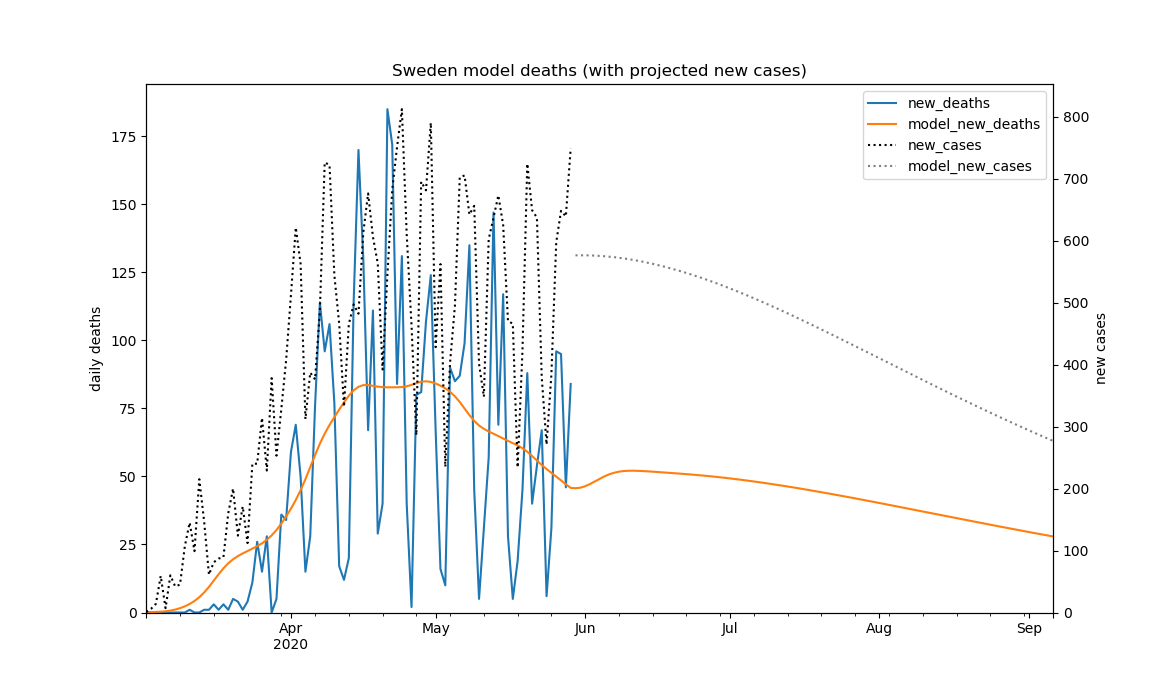 Sweden model deaths (with projected new cases)
new_deaths
model_new_deaths
new_cases
model_new_cases
daily deaths
175
150
125
100
75
50
25
0
800
700
600
500
400
300
200
100
0
new cases
Apr
2020
May
Jun
Jul
Aug
Sep